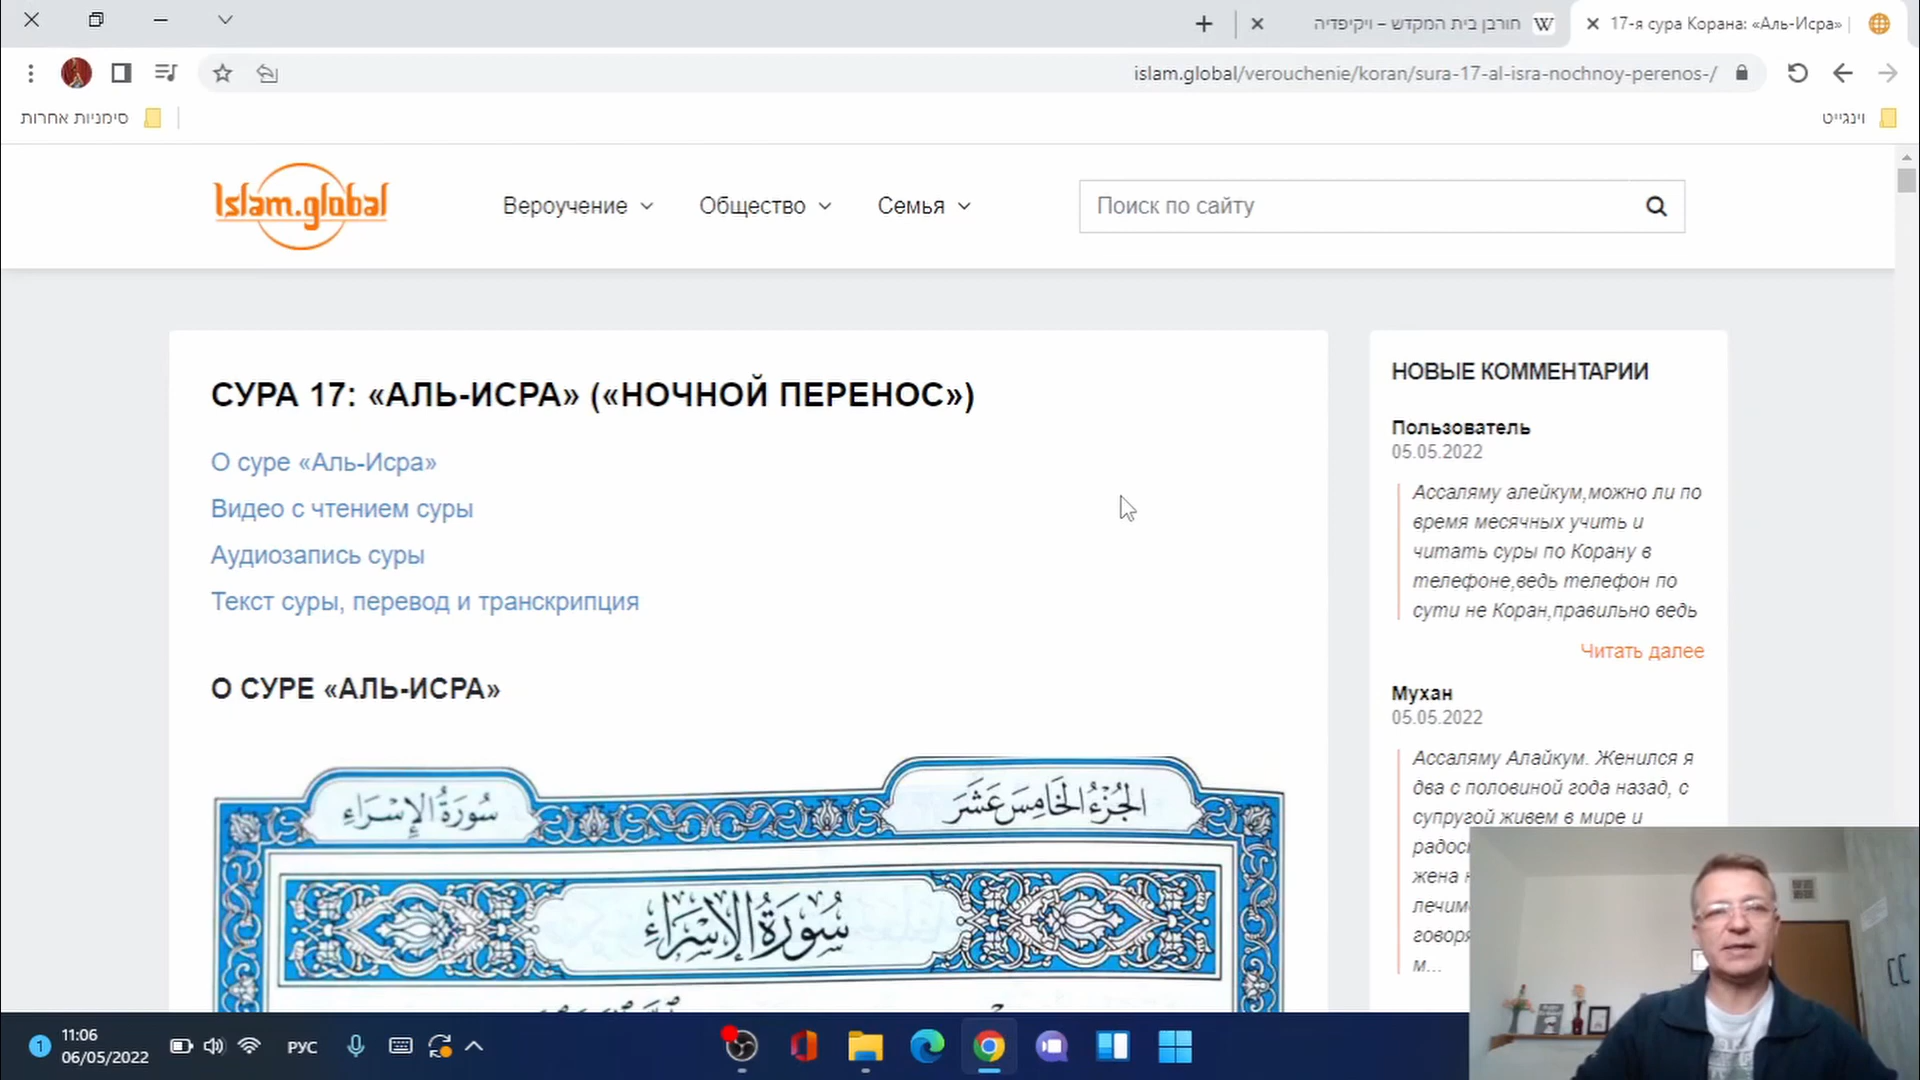 חורבן בית המקדש – ויקיפדיה
17-я сура Корана: «Аль-Исра»
islam.global/verouchenie/koran/sura-17-al-isra-nochnoy-perenos-/
סימניות אחרות
וינגייט
Islam.global
Вероучение
Общество
Семья
Поиск по сайту
СУРА 17: «АЛЬ-ИСРА» («НОЧНОЙ ПЕРЕНОС»)
О суре «Аль-Исра»
Видео с чтением суры
Аудиозапись суры
Текст суры, перевод и транскрипция
О СУРЕ «АЛЬ-ИСРА»
سُورَةُ الإِسْرَاءِ
الجُزْءُ الخَامِسَ عَشَرَ
سُورَةُ الإِسْرَاءِ
НОВЫЕ КОММЕНТАРИИ
Пользователь
05.05.2022
Ассаляму алейкум,можно ли по
время месячных учить и
читать суры по Корану в
телефоне,ведь телефон по
сути не Коран,правильно ведь
Читать далее
Мухан
05.05.2022
Ассаляму Алайкум. Женился я
два с половиной года назад, с
супругой живем в мире и
жена
м...
1
11:06
06/05/2022
РУС